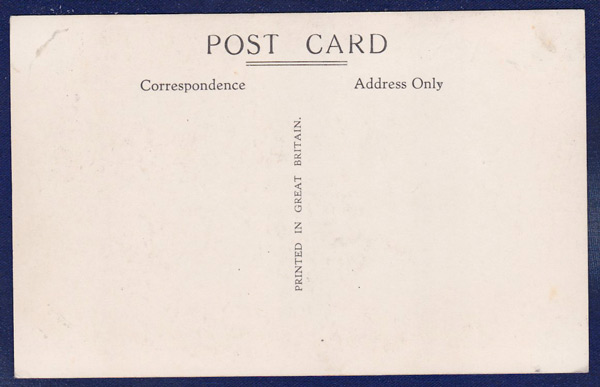 POST CARD
Correspondence
Address Only
PRINTED IN GREAT BRITAIN.